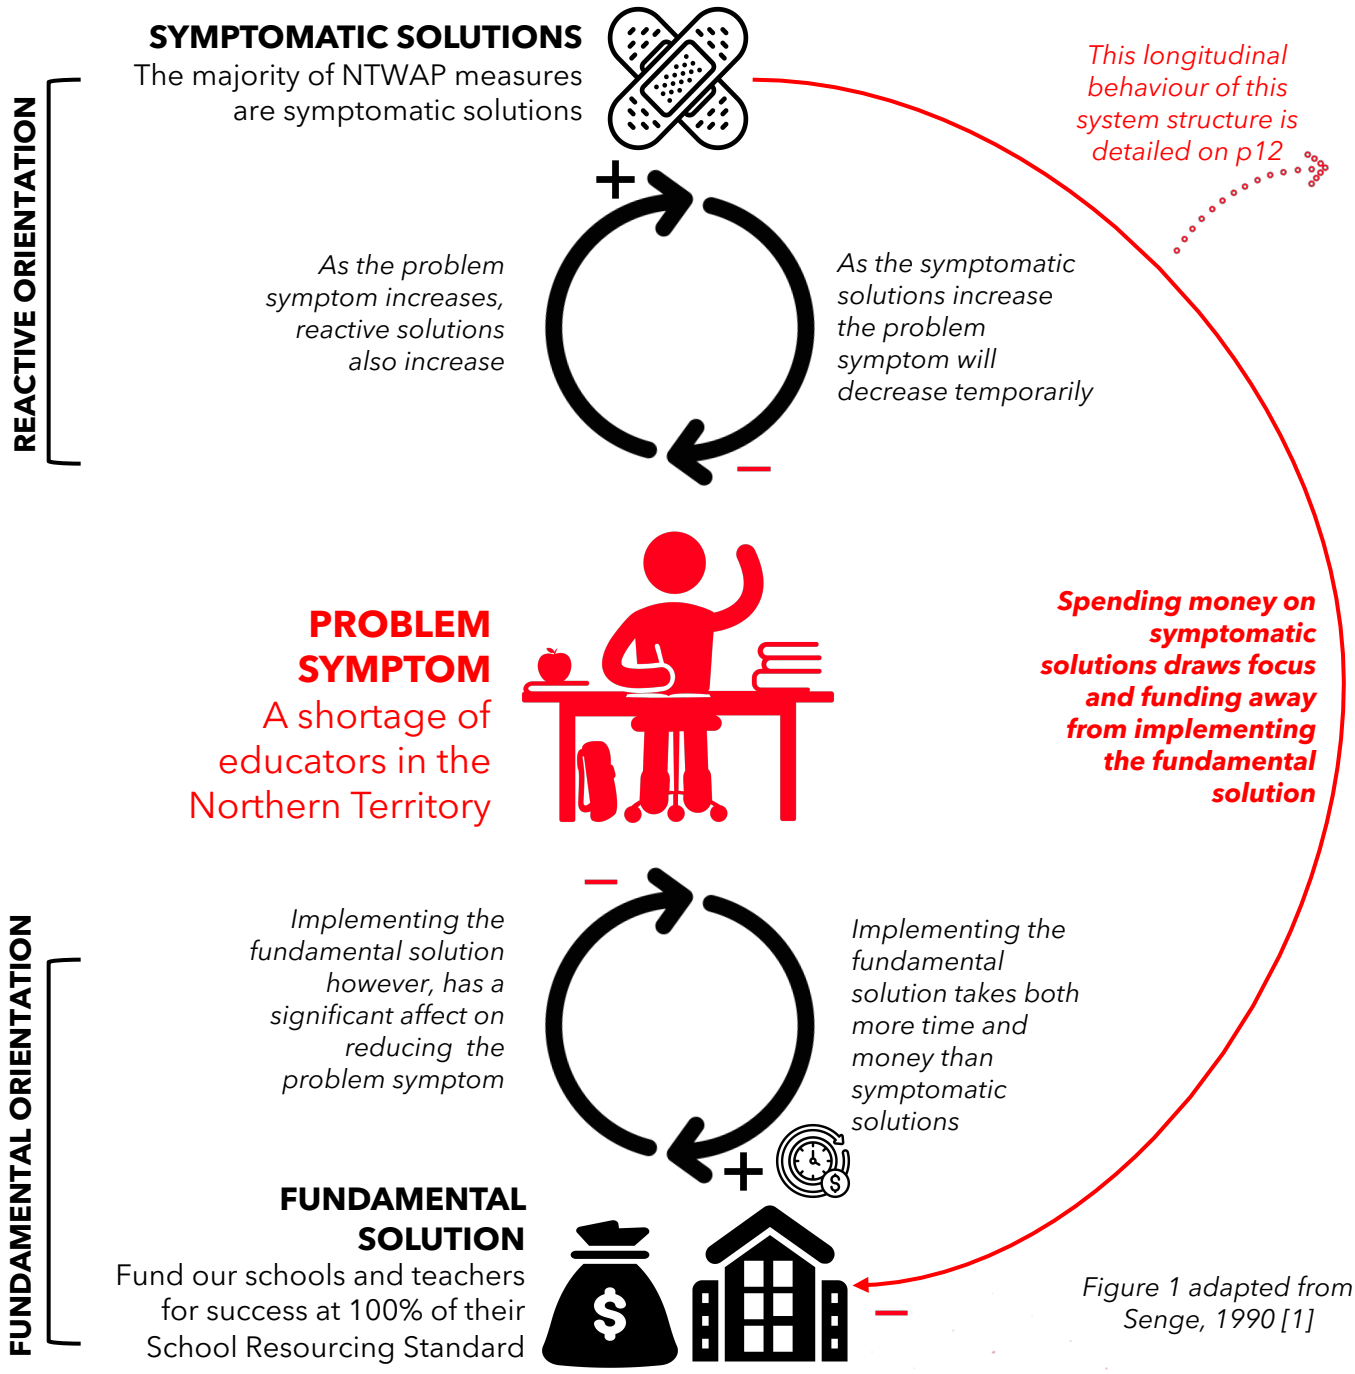 SYMPTOMATIC SOLUTIONS
The majority of NTWAP measures
are symptomatic solutions
This longitudinal
behaviour of this
system structure is
detailed on p12
REACTIVE ORIENTATION
+
As the problem
symptom increases,
reactive solutions
also increase
As the symptomatic
solutions increase
the problem
symptom will
decrease temporarily
–
PROBLEM
SYMPTOM
A shortage of
educators in the
Northern Territory
Spending money on
symptomatic
solutions draws focus
and funding away
from implementing
the fundamental
solution
–
FUNDAMENTAL ORIENTATION
Implementing the
fundamental solution
however, has a
significant affect on
reducing the
problem symptom
Implementing the
fundamental
solution takes both
more time and
money than
symptomatic
solutions
+
$
FUNDAMENTAL
SOLUTION
Fund our schools and teachers
for success at 100% of their
School Resourcing Standard
$
–
Figure 1 adapted from
Senge, 1990 [1]